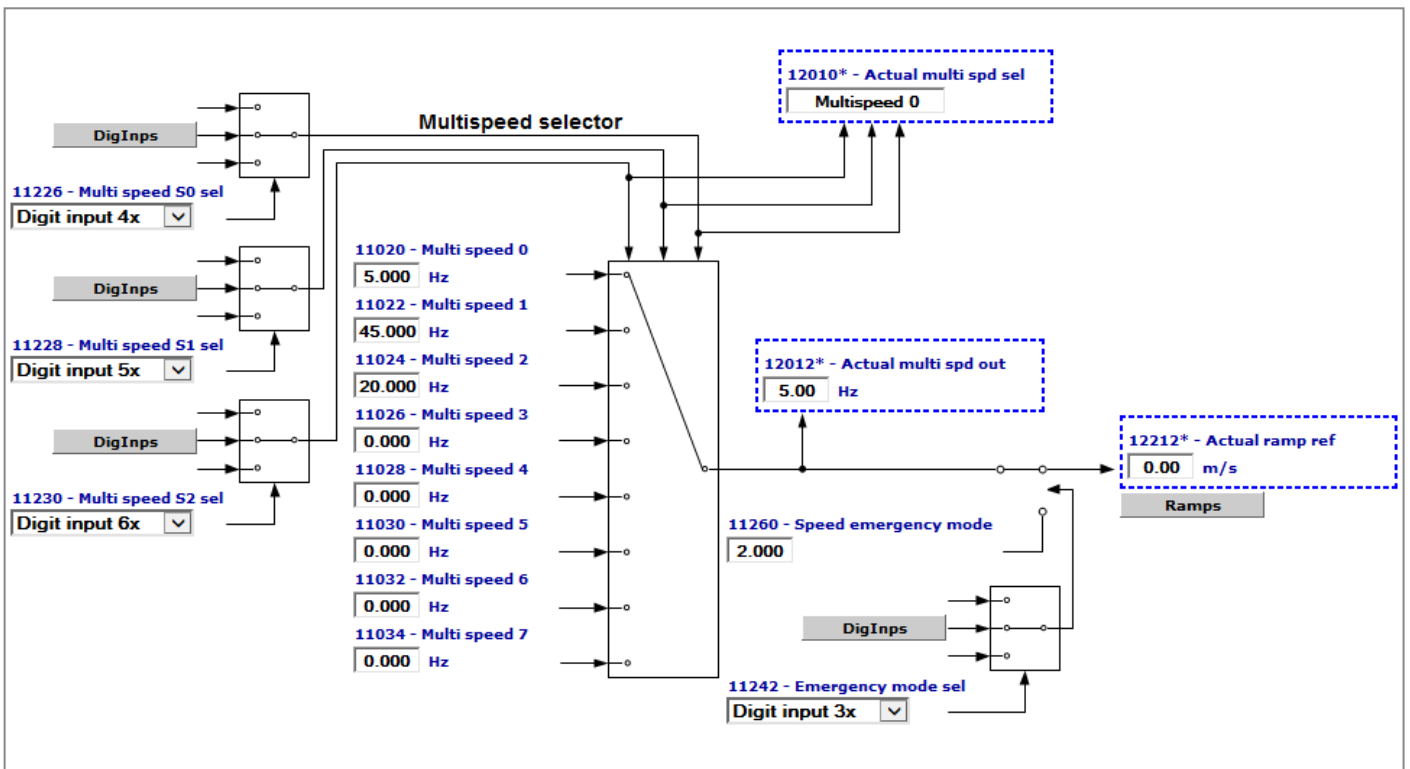 12010* - Actual multi spd sel
Multispeed 0
Multispeed selector
DigInps
11226 - Multi speed S0 sel
Digit input 4x
DigInps
11228 - Multi speed S1 sel
Digit input 5x
DigInps
11230 - Multi speed S2 sel
Digit input 6x
11020 - Multi speed 0
5.000 Hz
11022 - Multi speed 1
45.000 Hz
11024 - Multi speed 2
20.000 Hz
11026 - Multi speed 3
0.000 Hz
11028 - Multi speed 4
0.000 Hz
11030 - Multi speed 5
0.000 Hz
11032 - Multi speed 6
0.000 Hz
11034 - Multi speed 7
0.000 Hz
12012* - Actual multi spd out
5.00 Hz
12212* - Actual ramp ref
0.00 m/s
Ramps
11260 - Speed emergency mode
2.000
DigInps
11242 - Emergency mode sel
Digit input 3x